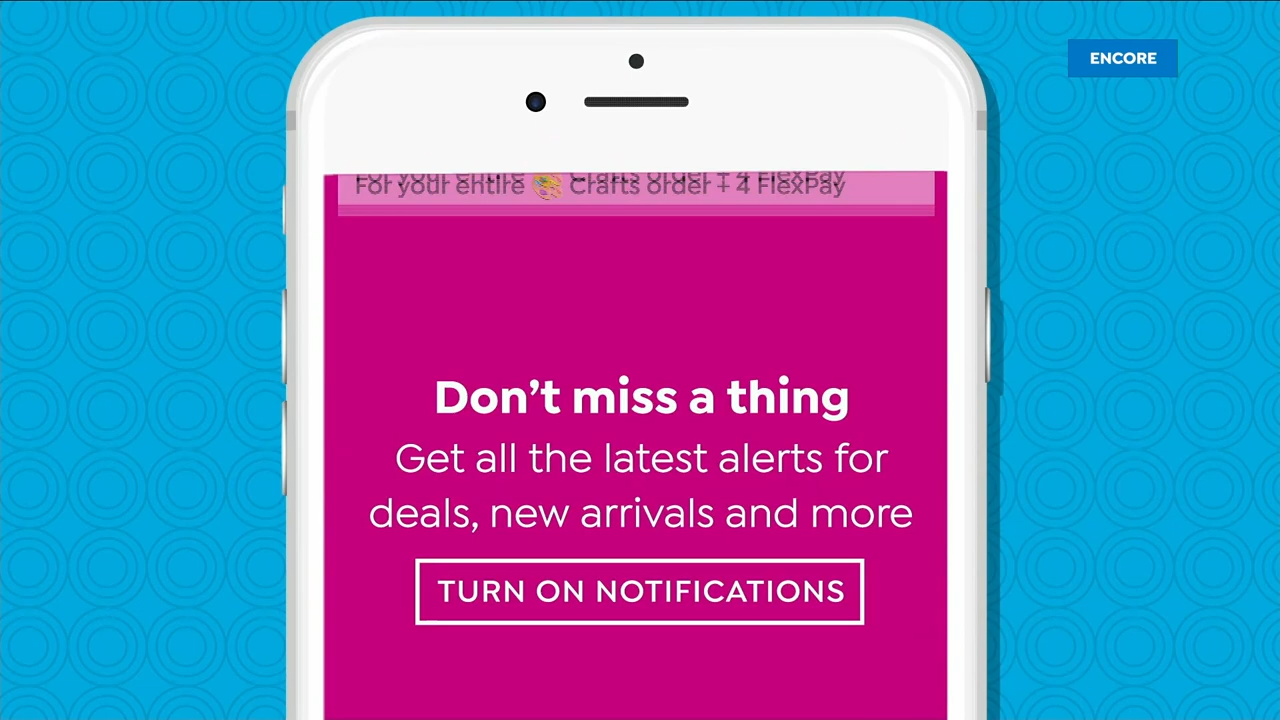 ENCORE
For your entire 🎨 Crafts order + 4 FlexPay
Don't miss a thing
Get all the latest alerts for
deals, new arrivals and more
TURN ON NOTIFICATIONS